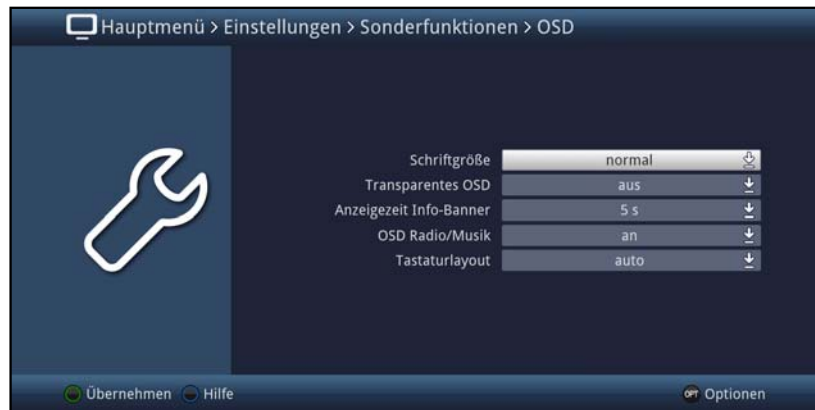 Hauptmenü > Einstellungen > Sonderfunktionen > OSD
Schriftgröße normal
Transparentes OSD aus
Anzeigezeit Info-Banner 5 s
OSD Radio/Musik an
Tastaturlayout auto
Übernehmen Hilfe OPT Optionen